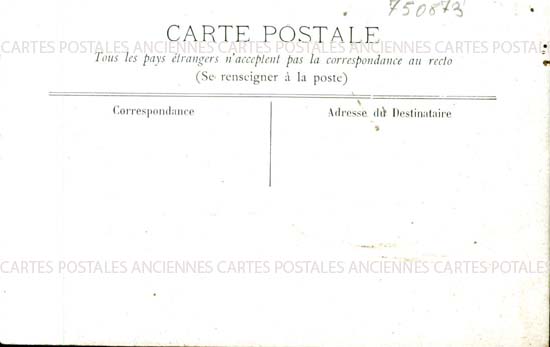 750873
CARTE POSTALE
CARTES POSTALES ANCIENNES CARTES POSTALES ANCIENNES CARTES POSTALES
Tous les pays étrangers n'acceptent pas la correspondance au recto
(Se renseigner à la poste)
Correspondance
Adresse du Destinataire
CARTES POSTALES ANCIENNES CARTES POSTALES ANCIENNES CARTES POTALES